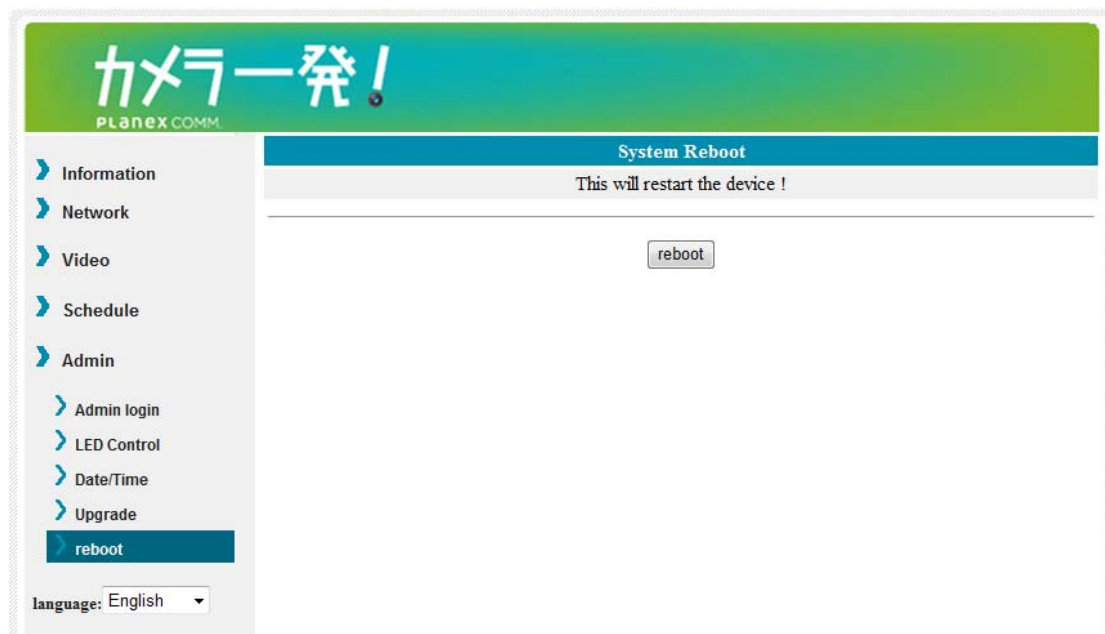 カメラ一発!
PLANEX COMM.
Information
Network
Video
Schedule
Admin
Admin login
LED Control
Date/Time
Upgrade
reboot
language: English
System Reboot
This will restart the device !
reboot